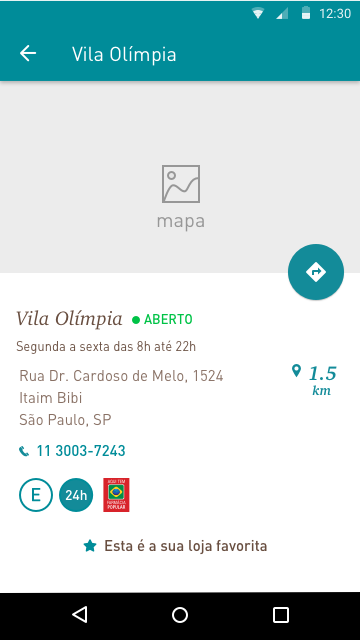 12:30
Vila Olímpia
mapa
Vila Olímpia ABERTO
Segunda a sexta das 8h até 22h
Rua Dr. Cardoso de Melo, 1524
Itaim Bibi
São Paulo, SP
1.5
km
11 3003-7243
E
24h
AQUI TEM
FARMÁCIA
POPULAR
Esta é a sua loja favorita